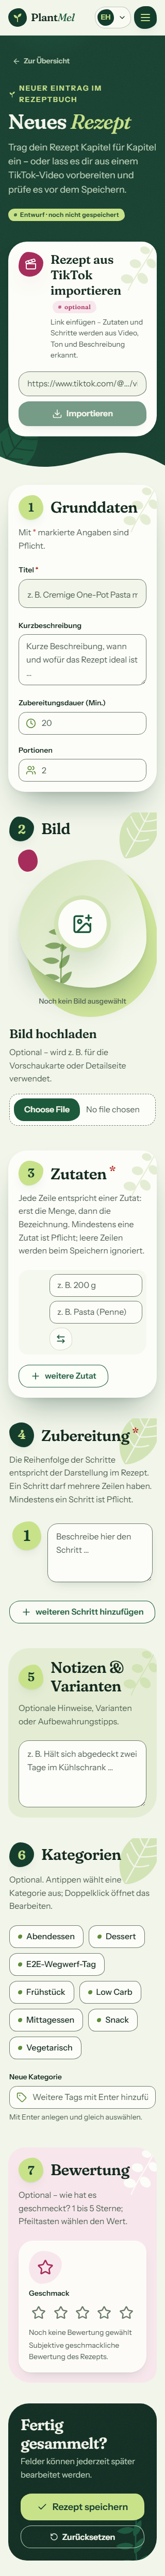 PlantMel
EH
Zur Übersicht
NEUER EINTRAG IM
REZEPTBUCH
Neues Rezept
Trag dein Rezept Kapitel für Kapitel
ein – oder lass es dir aus einem
TikTok-Video vorbereiten und
prüfe es vor dem Speichern.
Entwurf · noch nicht gespeichert
Rezept aus
TikTok
importieren
optional
Link einfügen – Zutaten und
Schritte werden aus Video,
Ton und Beschreibung
erkannt.
https://www.tiktok.com/@.../v
Importieren
1 Grunddaten
Mit * markierte Angaben sind
Pflicht.
Titel *
z. B. Cremige One-Pot Pasta m
Kurzbeschreibung
Kurze Beschreibung, wann
und wofür das Rezept ideal ist
...
Zubereitungsdauer (Min.)
20
Portionen
2
2 Bild
Noch kein Bild ausgewählt
Bild hochladen
Optional – wird z. B. für die
Vorschaukarte oder Detailseite
verwendet.
Choose File No file chosen
3 Zutaten *
Jede Zeile entspricht einer Zutat:
erst die Menge, dann die
Bezeichnung. Mindestens eine
Zutat ist Pflicht; leere Zeilen
werden beim Speichern ignoriert.
z. B. 200 g
z. B. Pasta (Penne)
weitere Zutat
4 Zubereitung *
Die Reihenfolge der Schritte
entspricht der Darstellung im Rezept.
Ein Schritt darf mehrere Zeilen haben.
Mindestens ein Schritt ist Pflicht.
1
Beschreibe hier den
Schritt ...
weiteren Schritt hinzufügen
5 Notizen &
Varianten
Optionale Hinweise, Varianten
oder Aufbewahrungstipps.
z. B. Hält sich abgedeckt zwei
Tage im Kühlschrank ...
6 Kategorien
Optional. Antippen wählt eine
Kategorie aus; Doppelklick öffnet das
Bearbeiten.
Abendessen
Dessert
E2E-Wegwerf-Tag
Frühstück
Low Carb
Mittagessen
Snack
Vegetarisch
Neue Kategorie
Weitere Tags mit Enter hinzufü
Mit Enter anlegen und gleich auswählen.
7 Bewertung
Optional – wie hat es
geschmeckt? 1 bis 5 Sterne;
Pfeiltasten wählen den Wert.
Geschmack
Noch keine Bewertung gewählt
Subjektive geschmackliche
Bewertung des Rezepts.
Fertig
gesammelt?
Felder können jederzeit später
bearbeitet werden.
Rezept speichern
Zurücksetzen